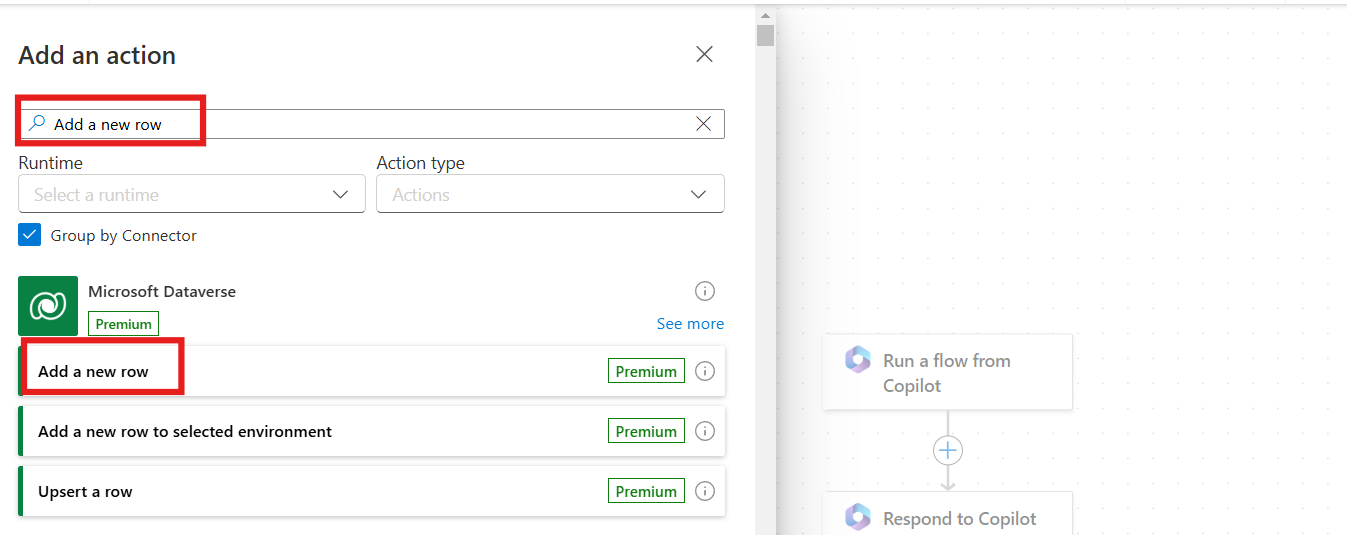 Add an action
Add a new row
Runtime
Action type
Select a runtime
Actions
Group by Connector
Microsoft Dataverse
Premium
See more
Add a new row
Premium
Add a new row to selected environment
Premium
Upsert a row
Premium
Run a flow from
Copilot
Respond to Copilot